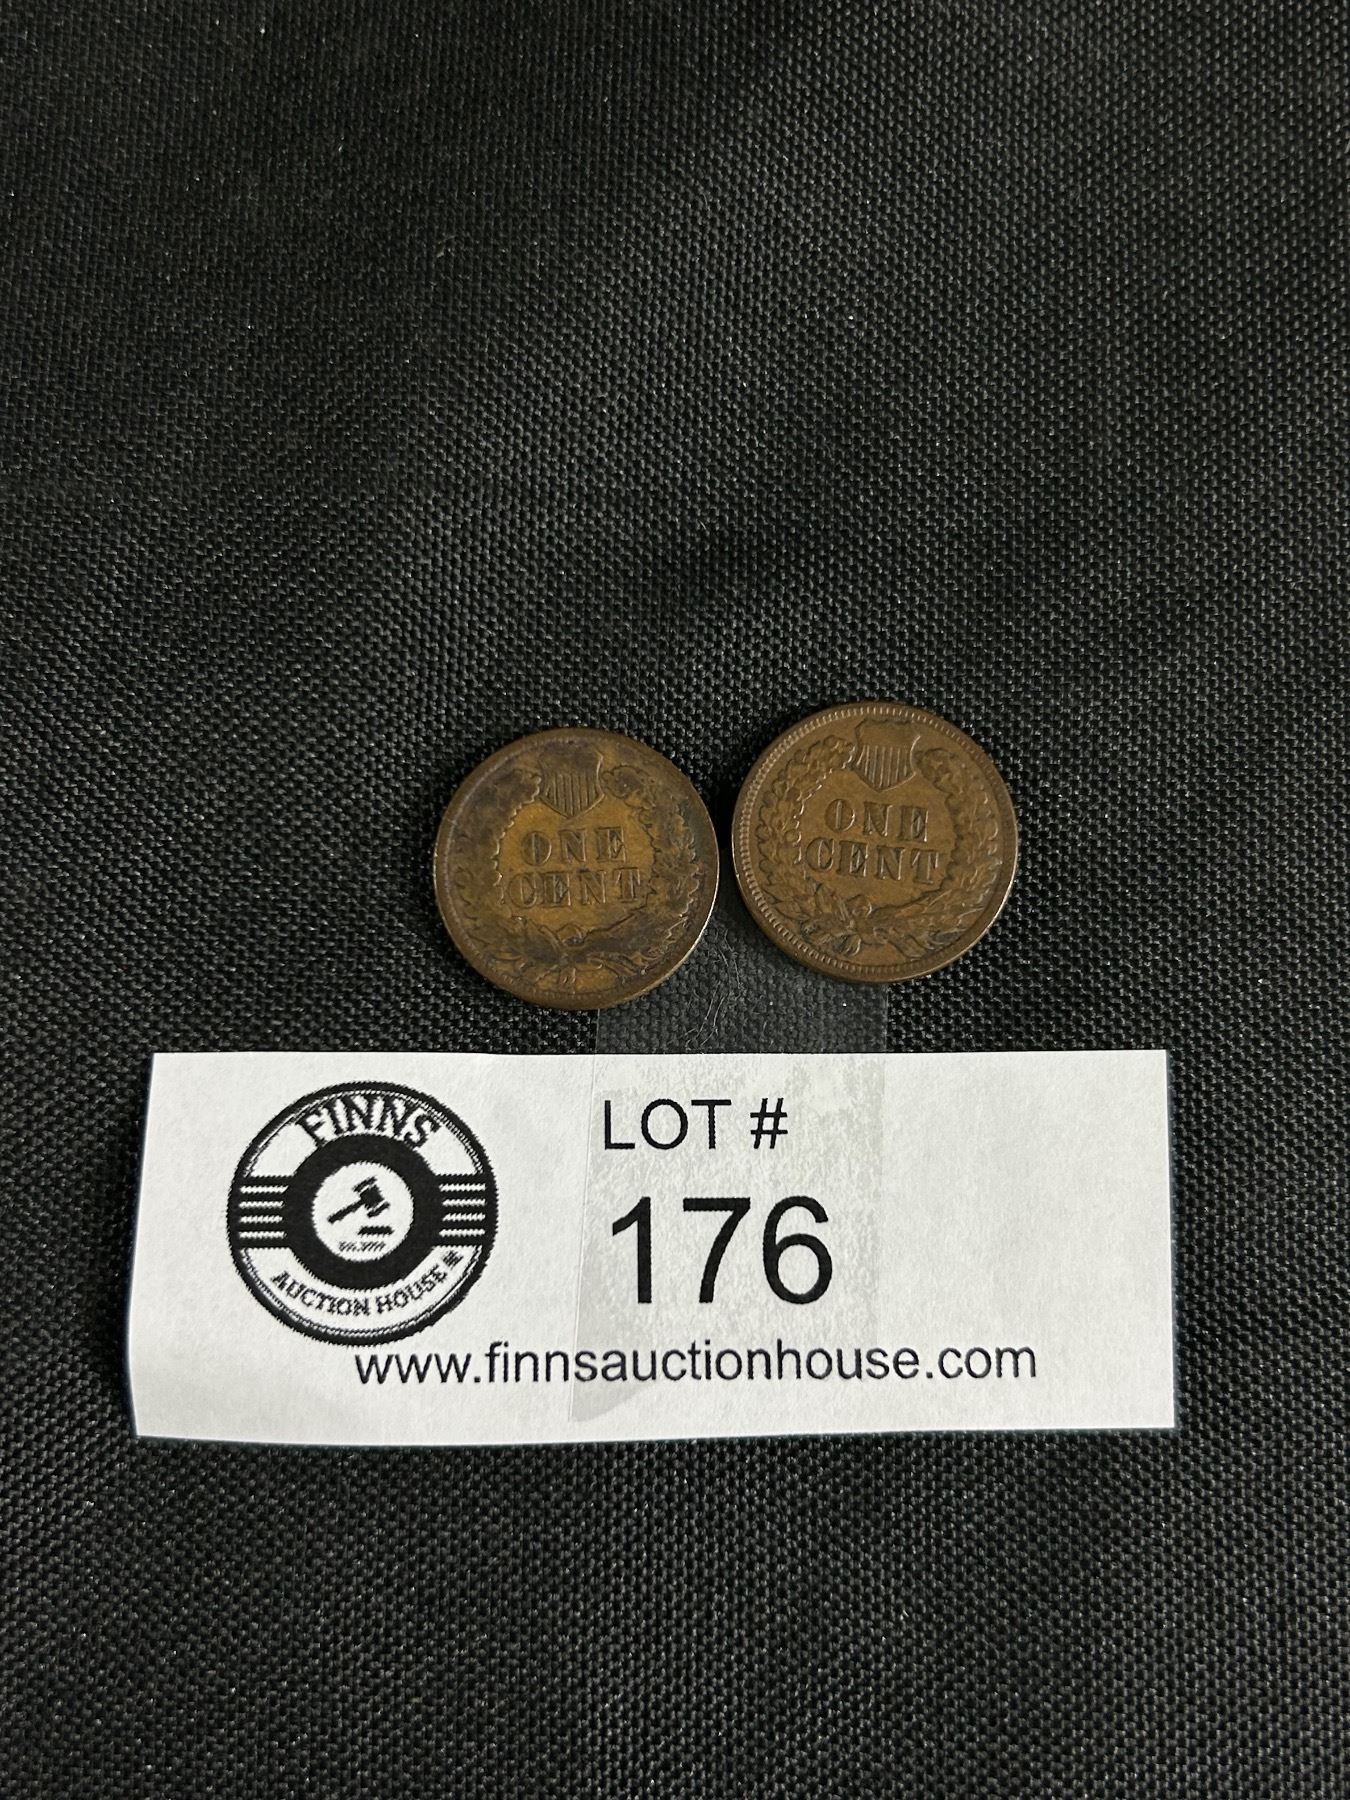 ONE
CENT
ONE
CENT
FINNS
AUCTION HOUSE
LOT #
176
www.finnsauctionhouse.com